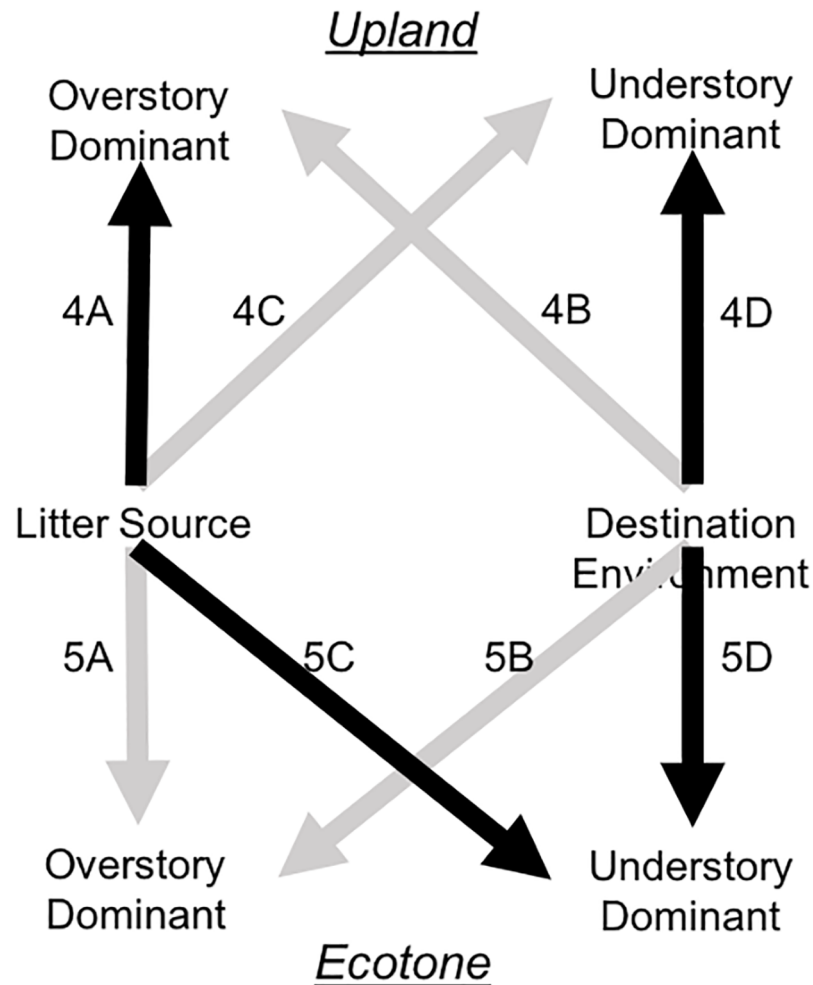 Upland
Overstory
Dominant
Understory
Dominant
4A
4C
4B
4D
Litter Source
Destination
Environment
5A
5C
5B
5D
Overstory
Dominant
Understory
Dominant
Ecotone